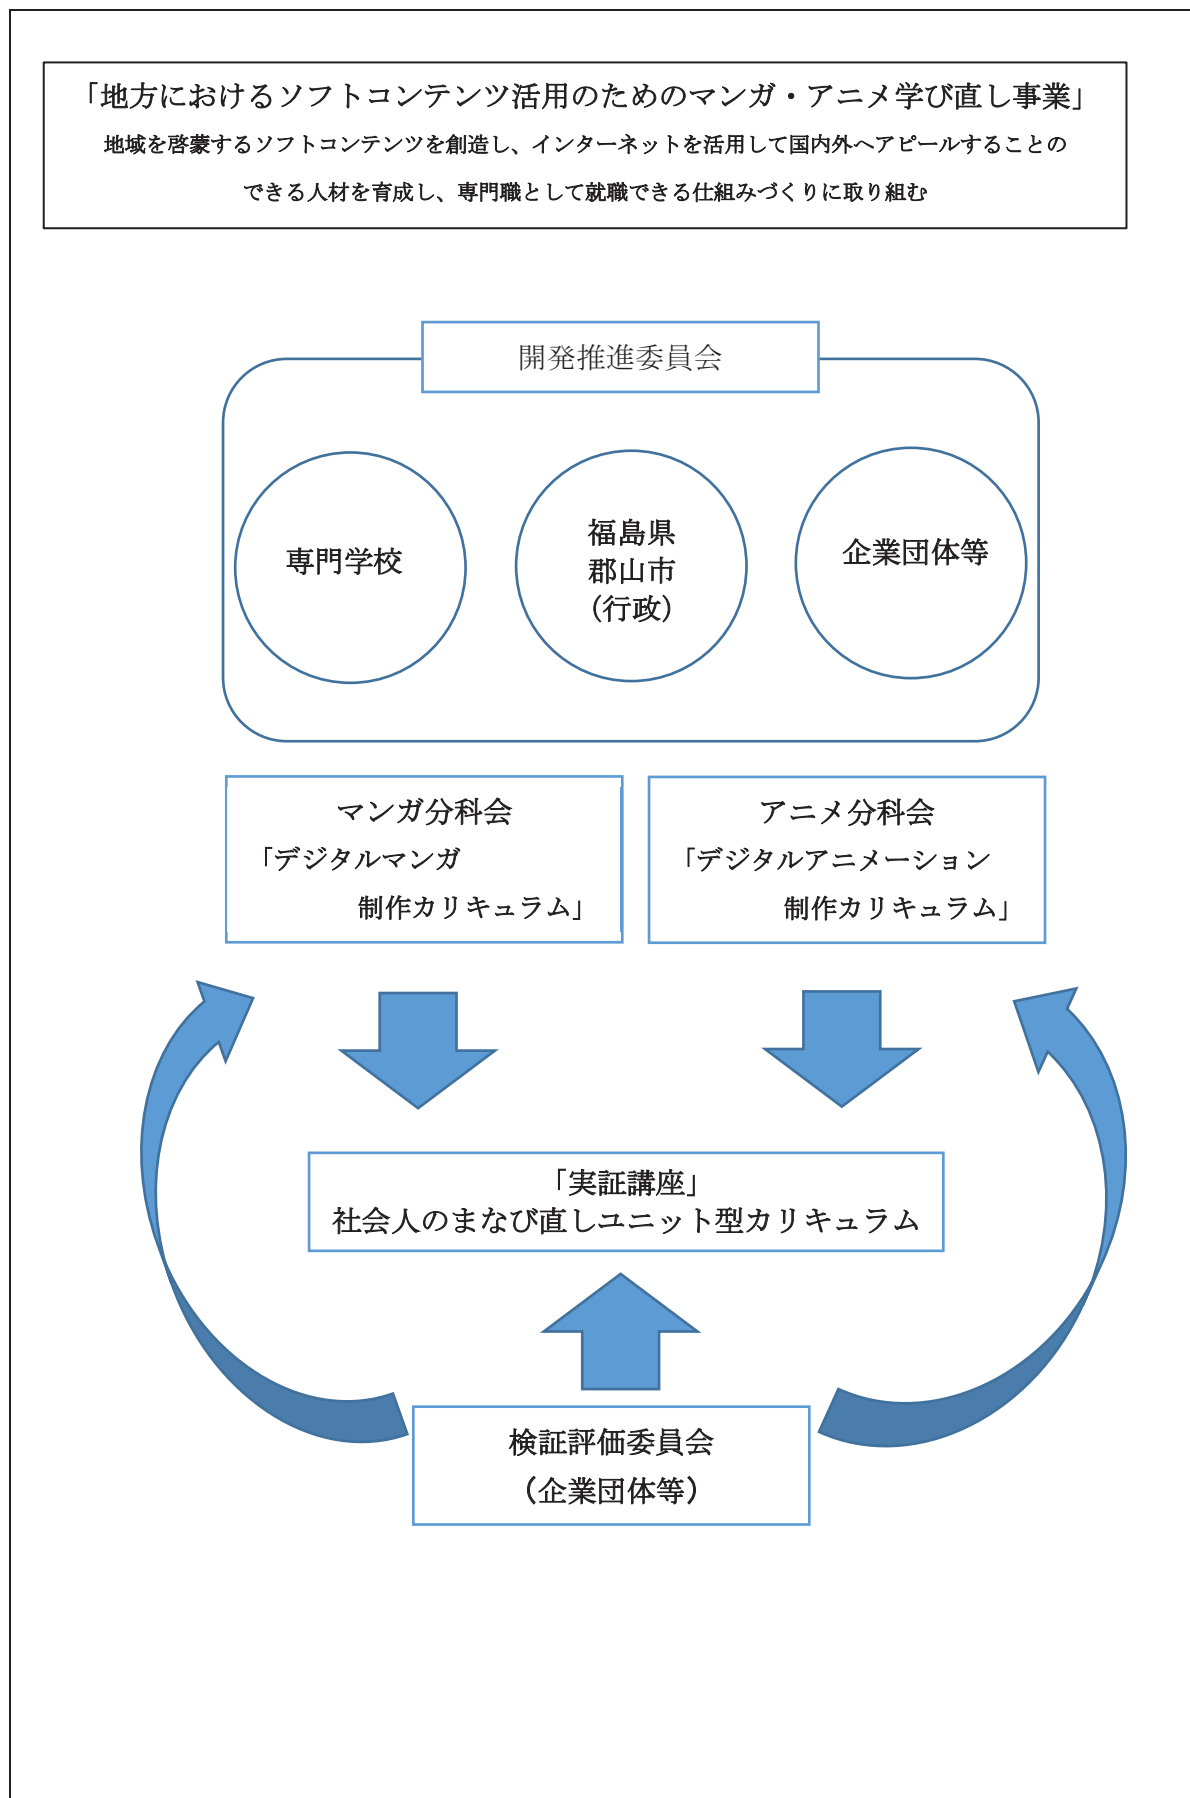 「地方におけるソフトコンテンツ活用のためのマンガ・アニメ学び直し事業」
地域を啓蒙するソフトコンテンツを創造し、インターネットを活用して国内外へアピールすることの
できる人材を育成し、専門職として就職できる仕組みづくりに取り組む
開発推進委員会
専門学校
福島県
郡山市
（行政）
企業団体等
マンガ分科会
「デジタルマンガ
制作カリキュラム」
アニメ分科会
「デジタルアニメーション
制作カリキュラム」
「実証講座」
社会人のまなび直しユニット型カリキュラム
検証評価委員会
（企業団体等）